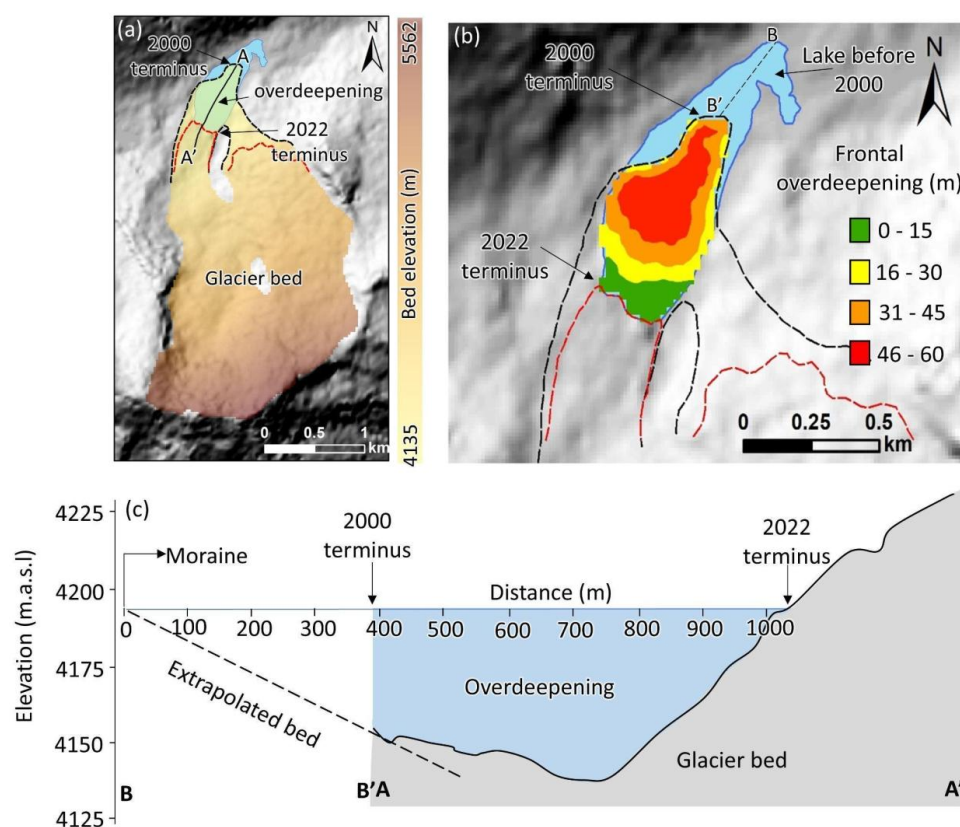 (a)
2000
terminus
A
N
overdeepening
2022
terminus
A'
Glacier bed
0 0.5 1
km
5562
Bed elevation (m)
4135
(b)
B
N
2000
terminus
B'
Lake before
2000
Frontal
overdeepening (m)
0 - 15
16 - 30
31 - 45
46 - 60
2022
terminus
0 0.25 0.5
km
(c)
4225
4200
4175
4150
4125
Elevation (m.a.s.l)
Moraine
2000
terminus
2022
terminus
Distance (m)
0 100 200 300 400 500 600 700 800 900 1000
Extrapolated bed
Overdeepening
Glacier bed
B B'A A'